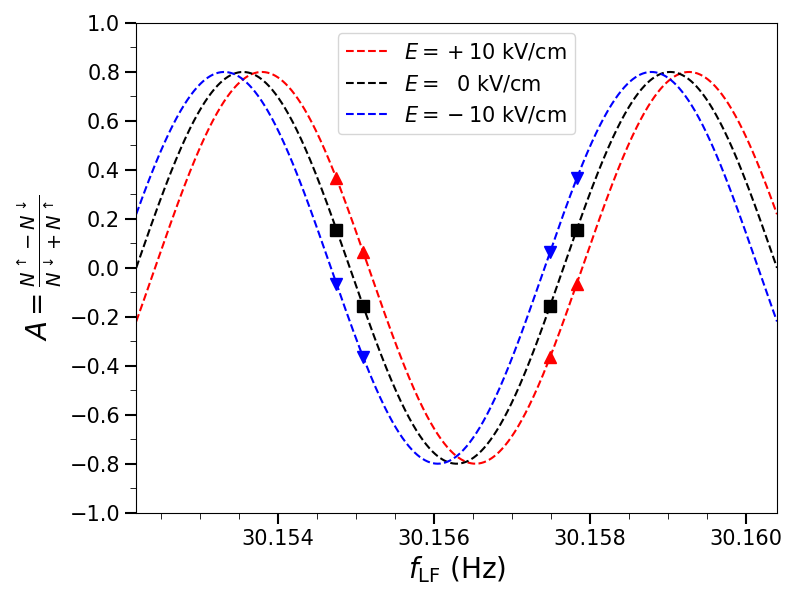 1.0
0.8
0.6
0.4
0.2
0.0
−0.2
−0.4
−0.6
−0.8
−1.0
A = (N↑ − N↓)/(N↓ + N↑)
E = +10 kV/cm
E = 0 kV/cm
E = −10 kV/cm
30.154 30.156 30.158 30.160
f_LF (Hz)